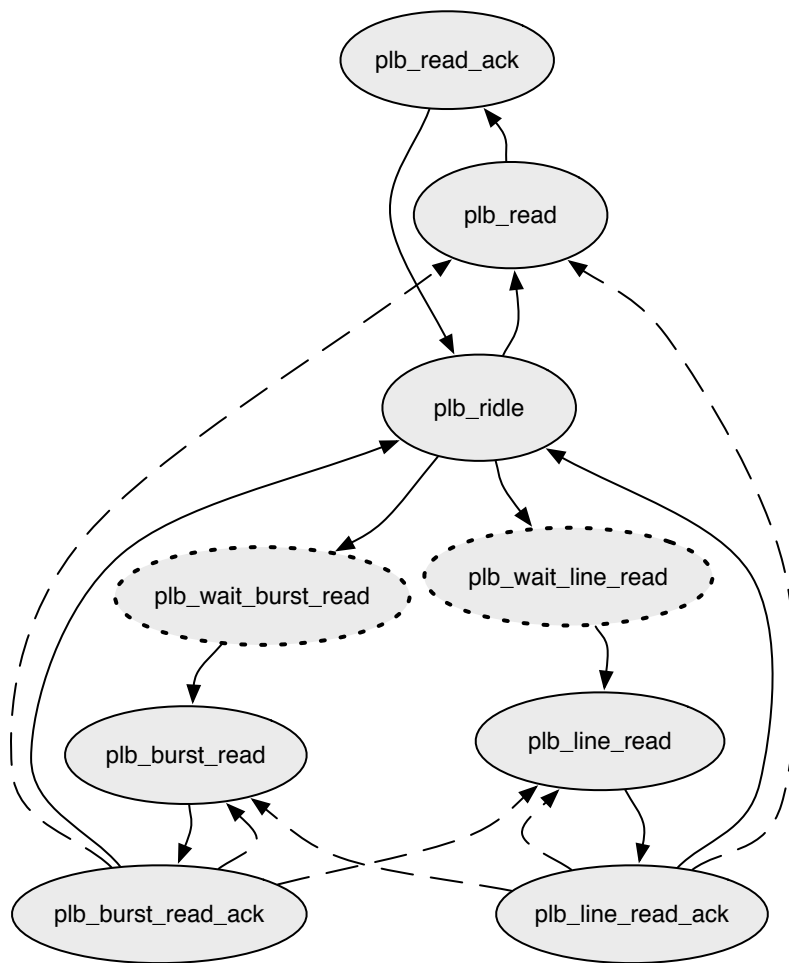 plb_read_ack
plb_read
plb_ridle
plb_wait_burst_read
plb_wait_line_read
plb_burst_read
plb_line_read
plb_burst_read_ack
plb_line_read_ack